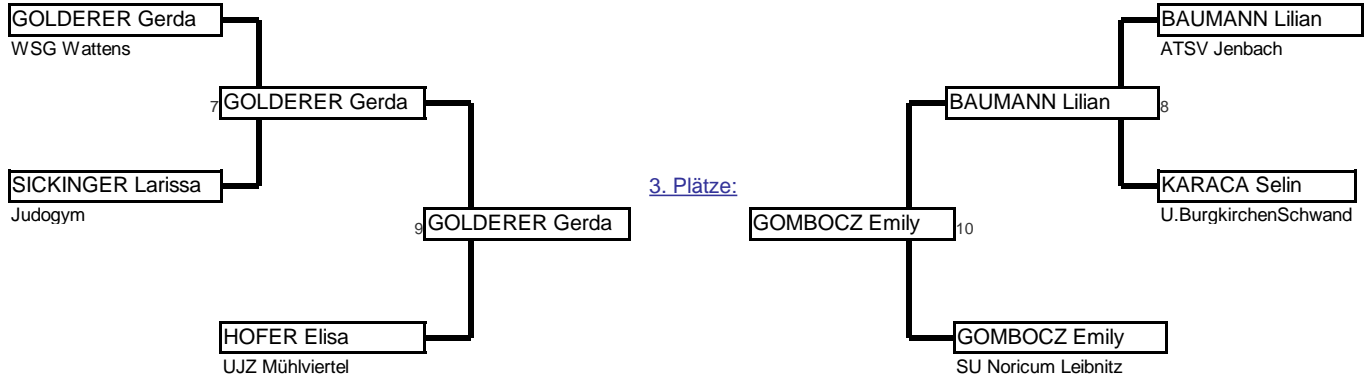 GOLDERER Gerda
WSG Wattens
BAUMANN Lilian
ATSV Jenbach
7 GOLDERER Gerda
BAUMANN Lilian 8
SICKINGER Larissa
Judogym
3. Plätze:
KARACA Selin
U.BurgkirchenSchwand
9 GOLDERER Gerda
GOMBOCZ Emily 10
HOFER Elisa
UJZ Mühlviertel
GOMBOCZ Emily
SU Noricum Leibnitz